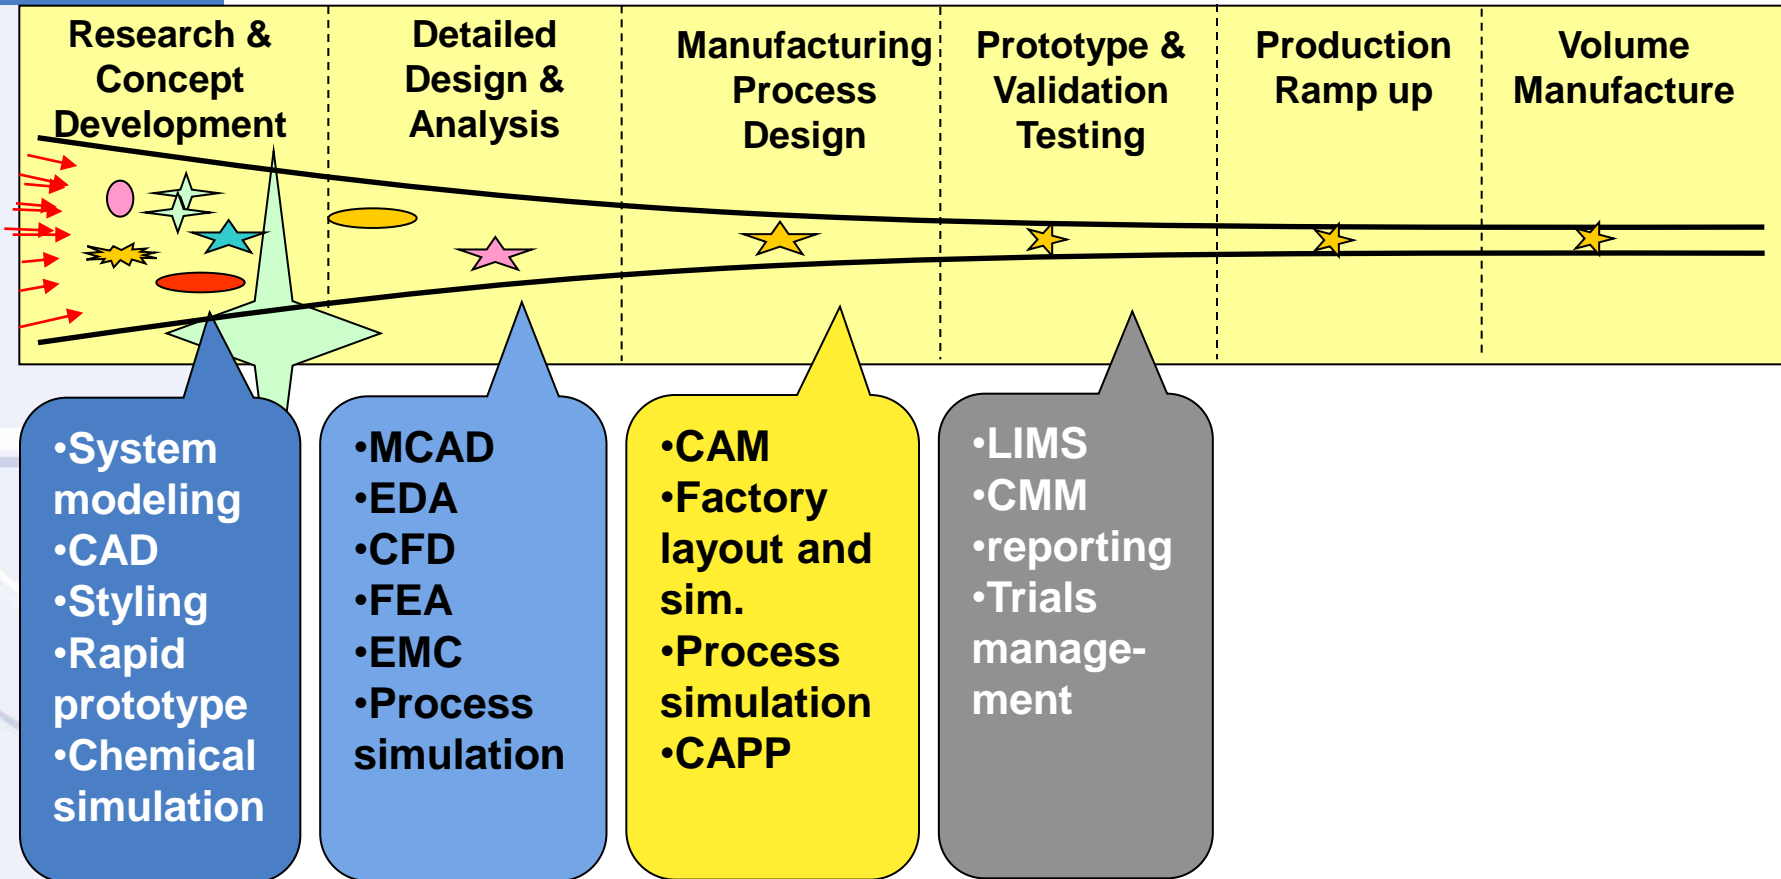 Research &
Concept
Development
Detailed
Design &
Analysis
Manufacturing
Process
Design
Prototype &
Validation
Testing
Production
Ramp up
Volume
Manufacture
•System
modeling
•CAD
•Styling
•Rapid
prototype
•Chemical
simulation
•MCAD
•EDA
•CFD
•FEA
•EMC
•Process
simulation
•CAM
•Factory
layout and
sim.
•Process
simulation
•CAPP
•LIMS
•CMM
•reporting
•Trials
manage-
ment